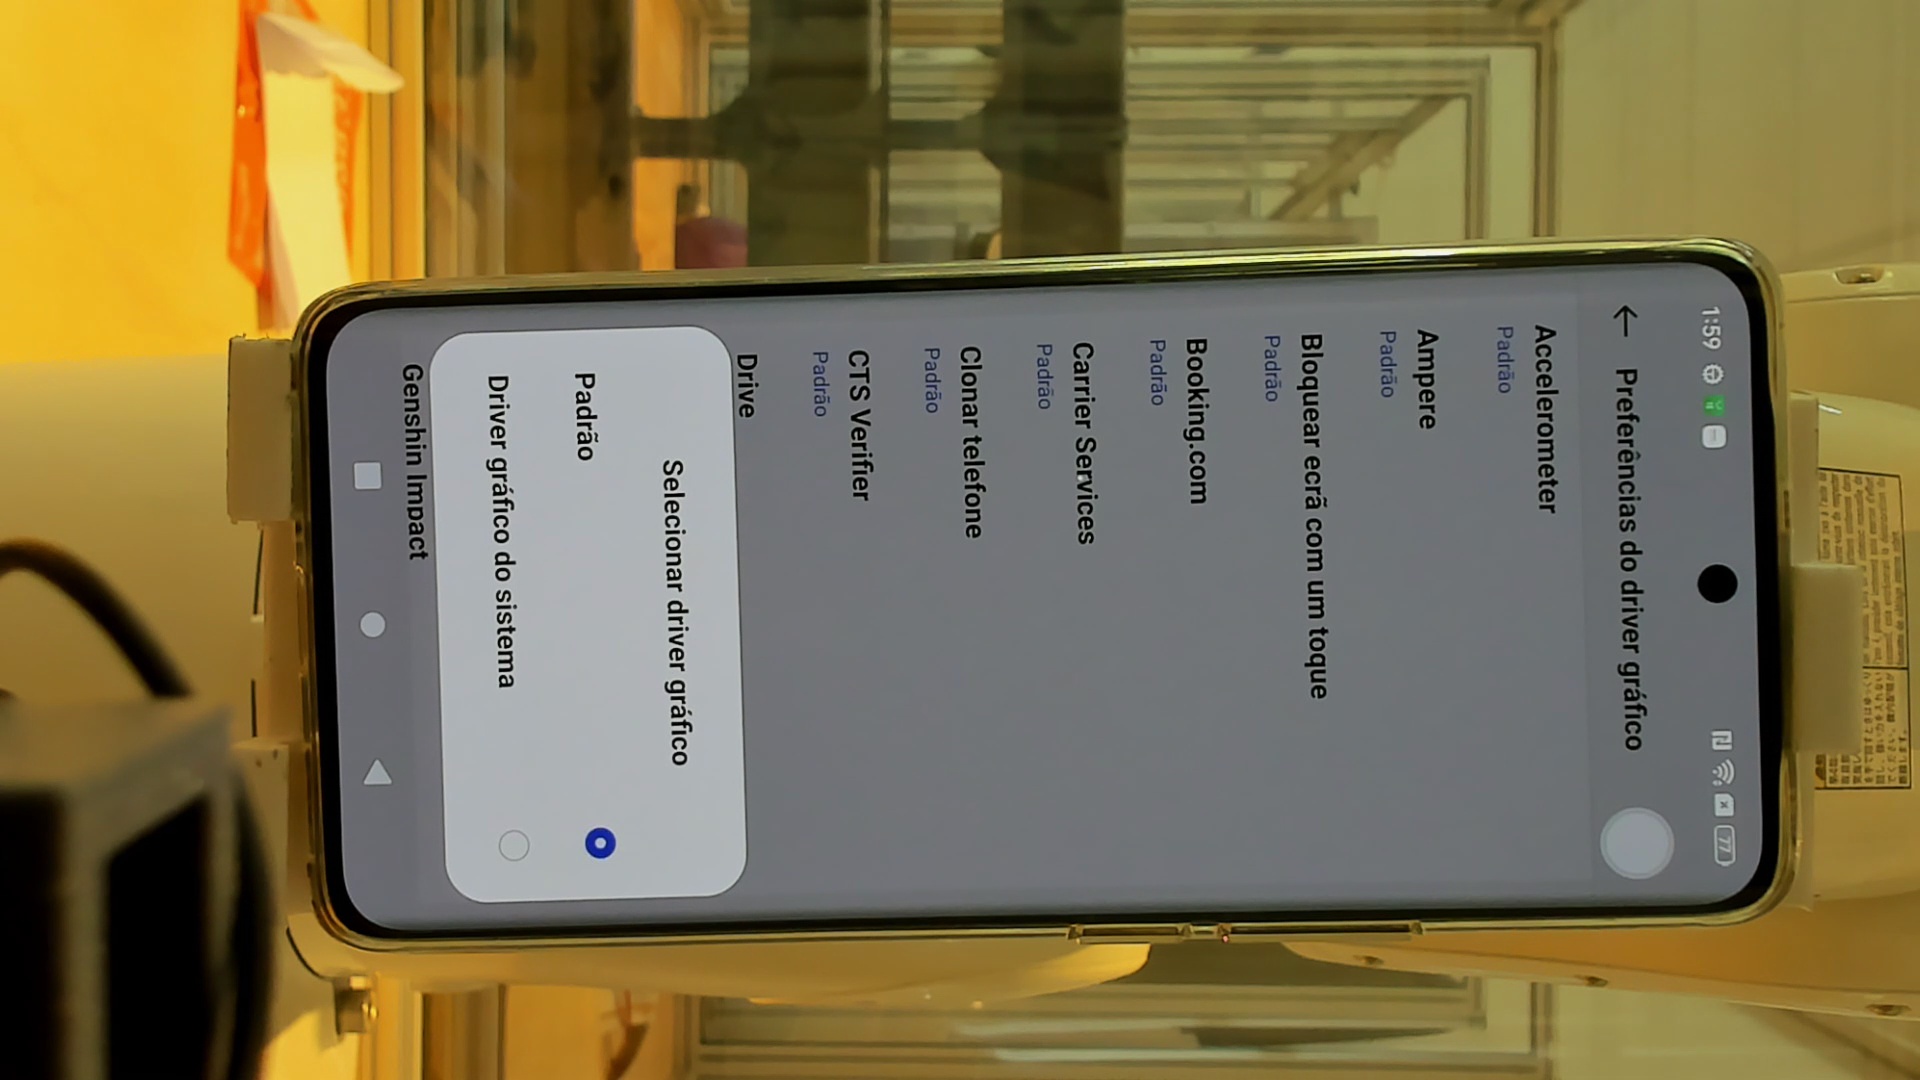 1:59
77
Preferências do driver gráfico
Accelerometer
Padrão
Ampere
Padrão
Bloquear ecrã com um toque
Padrão
Booking.com
Padrão
Carrier Services
Padrão
Clonar telefone
Padrão
CTS Verifier
Padrão
Drive
Selecionar driver gráfico
Padrão
Driver gráfico do sistema
Genshin Impact